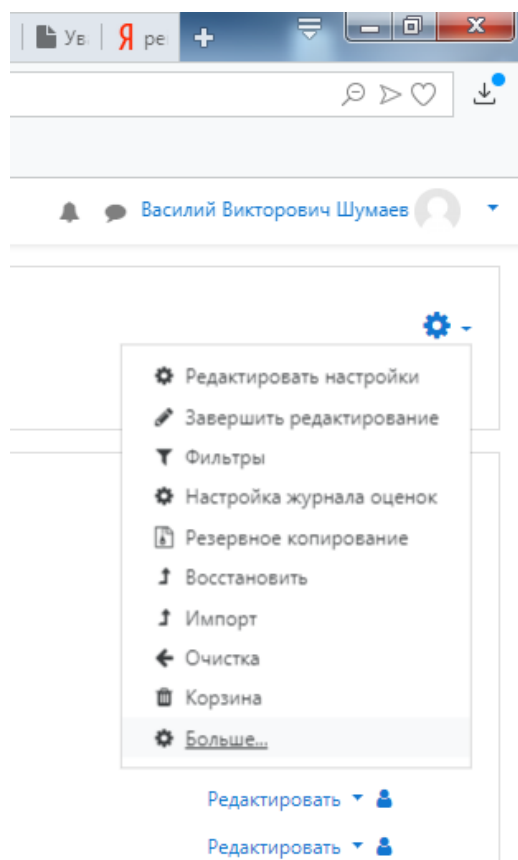 Ув
Я ре
Василий Викторович Шумаев
Редактировать настройки
Завершить редактирование
Фильтры
Настройка журнала оценок
Резервное копирование
Восстановить
Импорт
Очистка
Корзина
Больше...
Редактировать
Редактировать